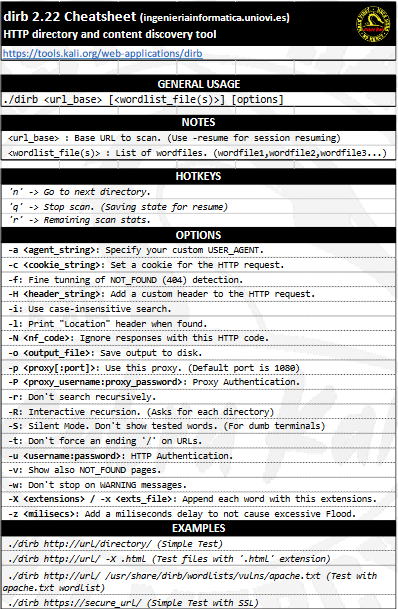 dirb 2.22 Cheatsheet (ingenieriainformatica.uniovi.es)
HTTP directory and content discovery tool
https://tools.kali.org/web-applications/dirb
GENERAL USAGE
./dirb <url_base> [<wordlist_file(s)>] [options]
NOTES
<url_base> : Base URL to scan. (Use -resume for session resuming)
<wordlist_file(s)> : List of wordfiles. (wordfile1,wordfile2,wordfile3...)
HOTKEYS
'n' -> Go to next directory.
'q' -> Stop scan. (Saving state for resume)
'r' -> Remaining scan stats.
OPTIONS
-a <agent_string>: Specify your custom USER_AGENT.
-c <cookie_string>: Set a cookie for the HTTP request.
-f: Fine tunning of NOT_FOUND (404) detection.
-H <header_string>: Add a custom header to the HTTP request.
-i: Use case-insensitive search.
-l: Print "Location" header when found.
-N <nf_code>: Ignore responses with this HTTP code.
-o <output_file>: Save output to disk.
-p <proxy[:port]>: Use this proxy. (Default port is 1080)
-P <proxy_username:proxy_password>: Proxy Authentication.
-r: Don't search recursively.
-R: Interactive recursion. (Asks for each directory)
-S: Silent Mode. Don't show tested words. (For dumb terminals)
-t: Don't force an ending '/' on URLs.
-u <username:password>: HTTP Authentication.
-v: Show also NOT_FOUND pages.
-w: Don't stop on WARNING messages.
-X <extensions> / -x <exts_file>: Append each word with this extensions.
-z <milisecs>: Add a miliseconds delay to not cause excessive Flood.
EXAMPLES
./dirb http://url/directory/ (Simple Test)
./dirb http://url/ -X .html (Test files with '.html' extension)
./dirb http://url/ /usr/share/dirb/wordlists/vulns/apache.txt (Test with
apache.txt wordlist)
./dirb https://secure_url/ (Simple Test with SSL)